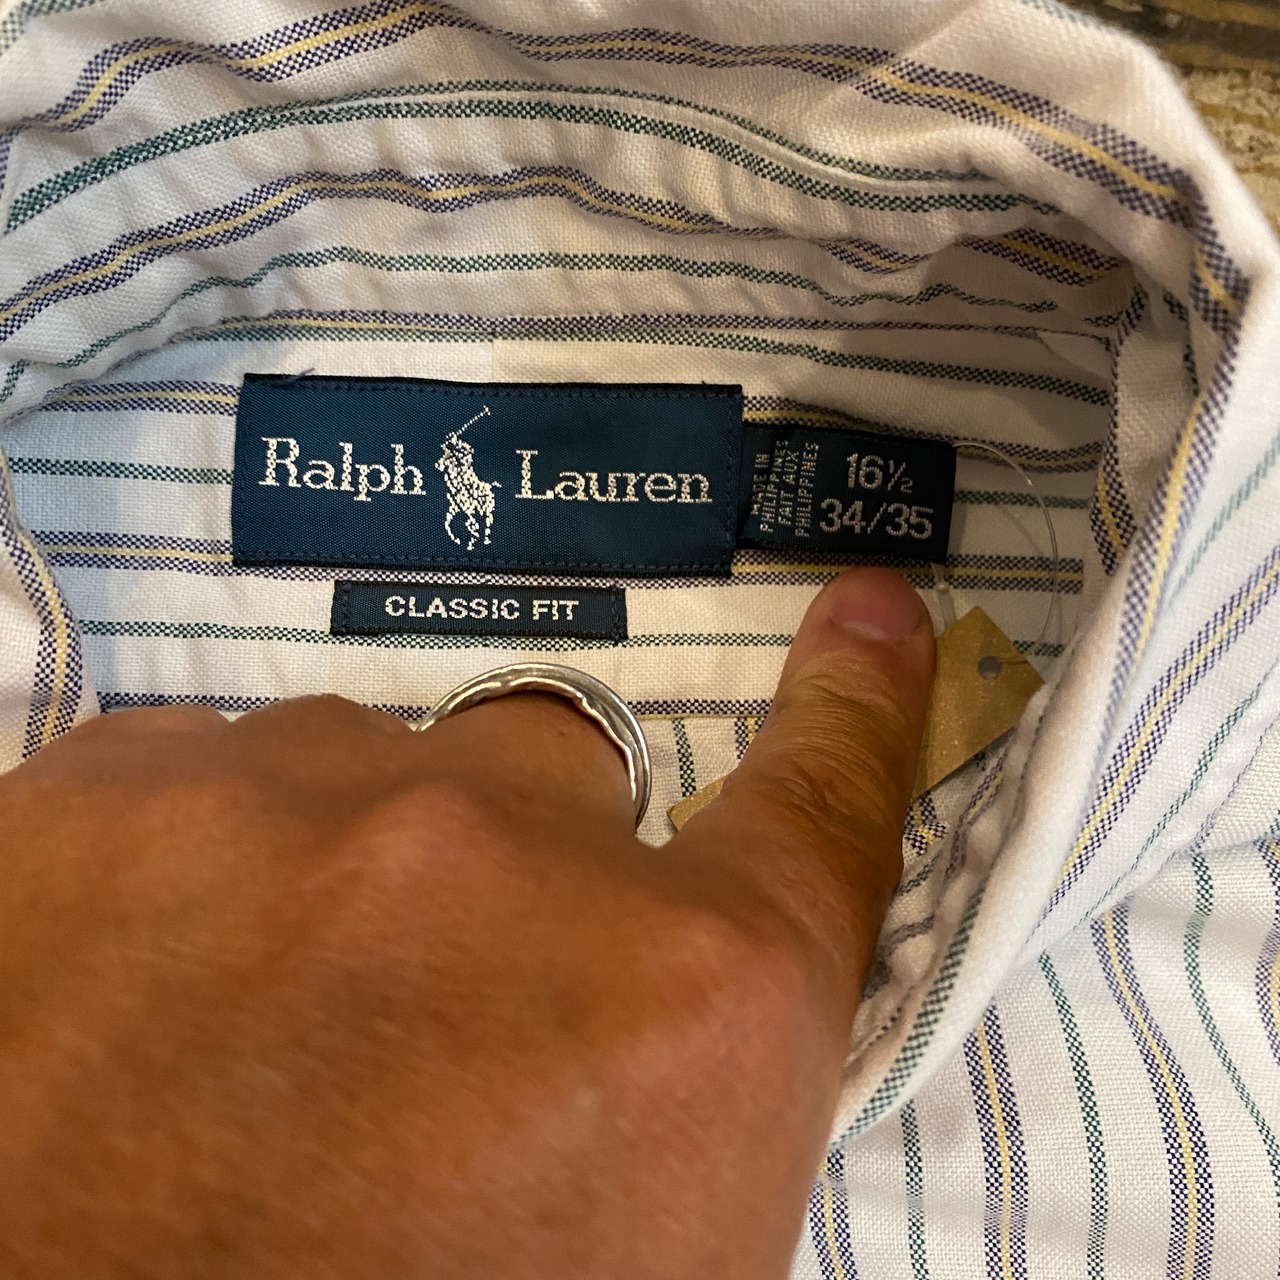 Ralph Lauren
MADE IN
PHILIPPINES
FAIT AUX
PHILIPPINES
16½
34/35
CLASSIC FIT